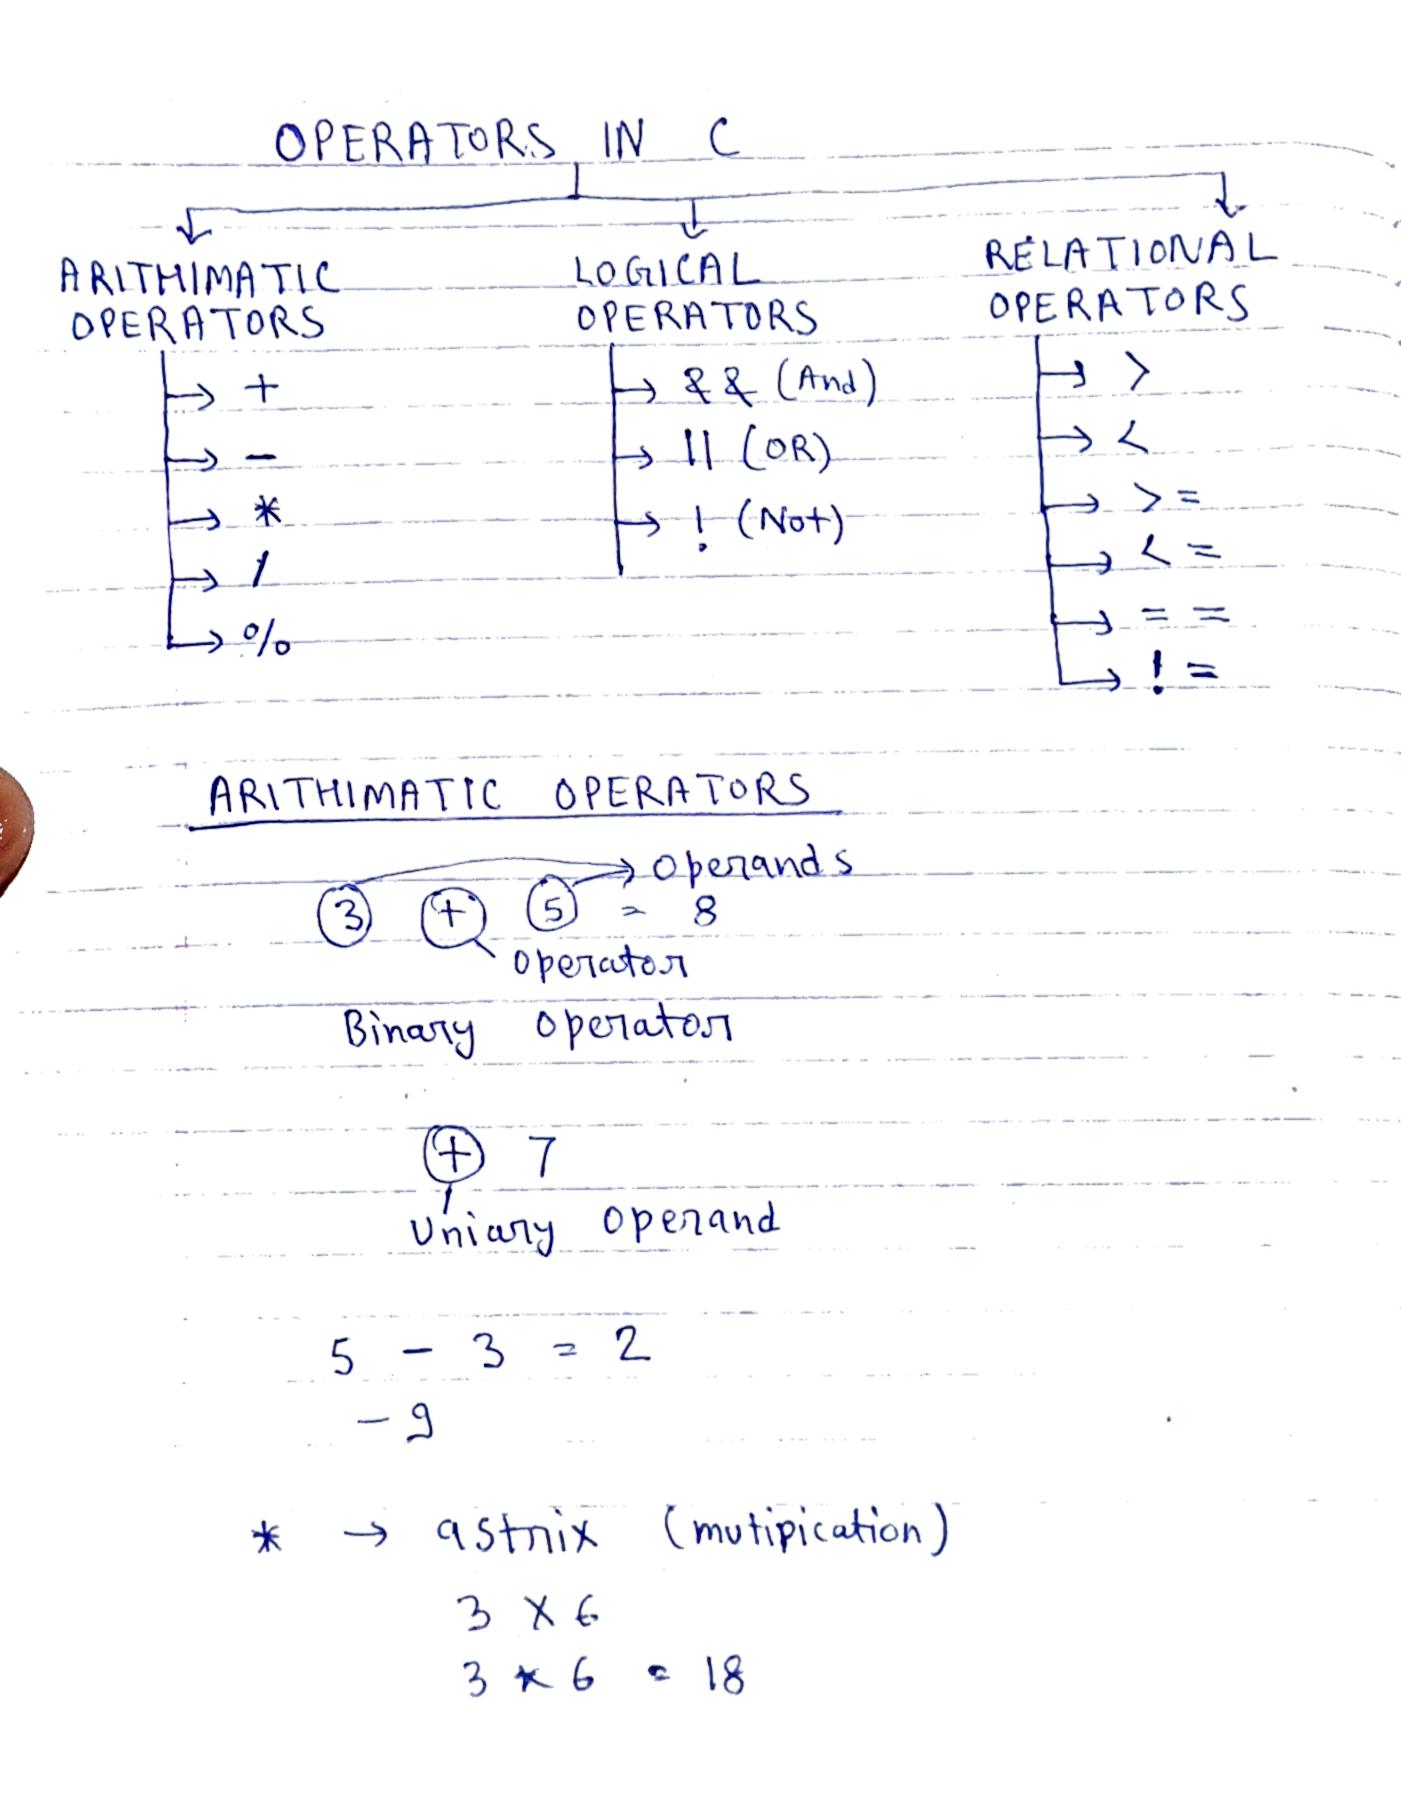 OPERATORS IN C
ARITHIMATIC
OPERATORS
+
-
*
/
%
LOGICAL
OPERATORS
&& (And)
|| (OR)
! (Not)
RELATIONAL
OPERATORS
>
<
>=
<=
==
!=
ARITHIMATIC OPERATORS
operands
3 + 5 = 8
operator
Binary operator
+ 7
Uniary operand
5 - 3 = 2
- 9
* → astrix (mutipication)
3 X 6
3 * 6 = 18